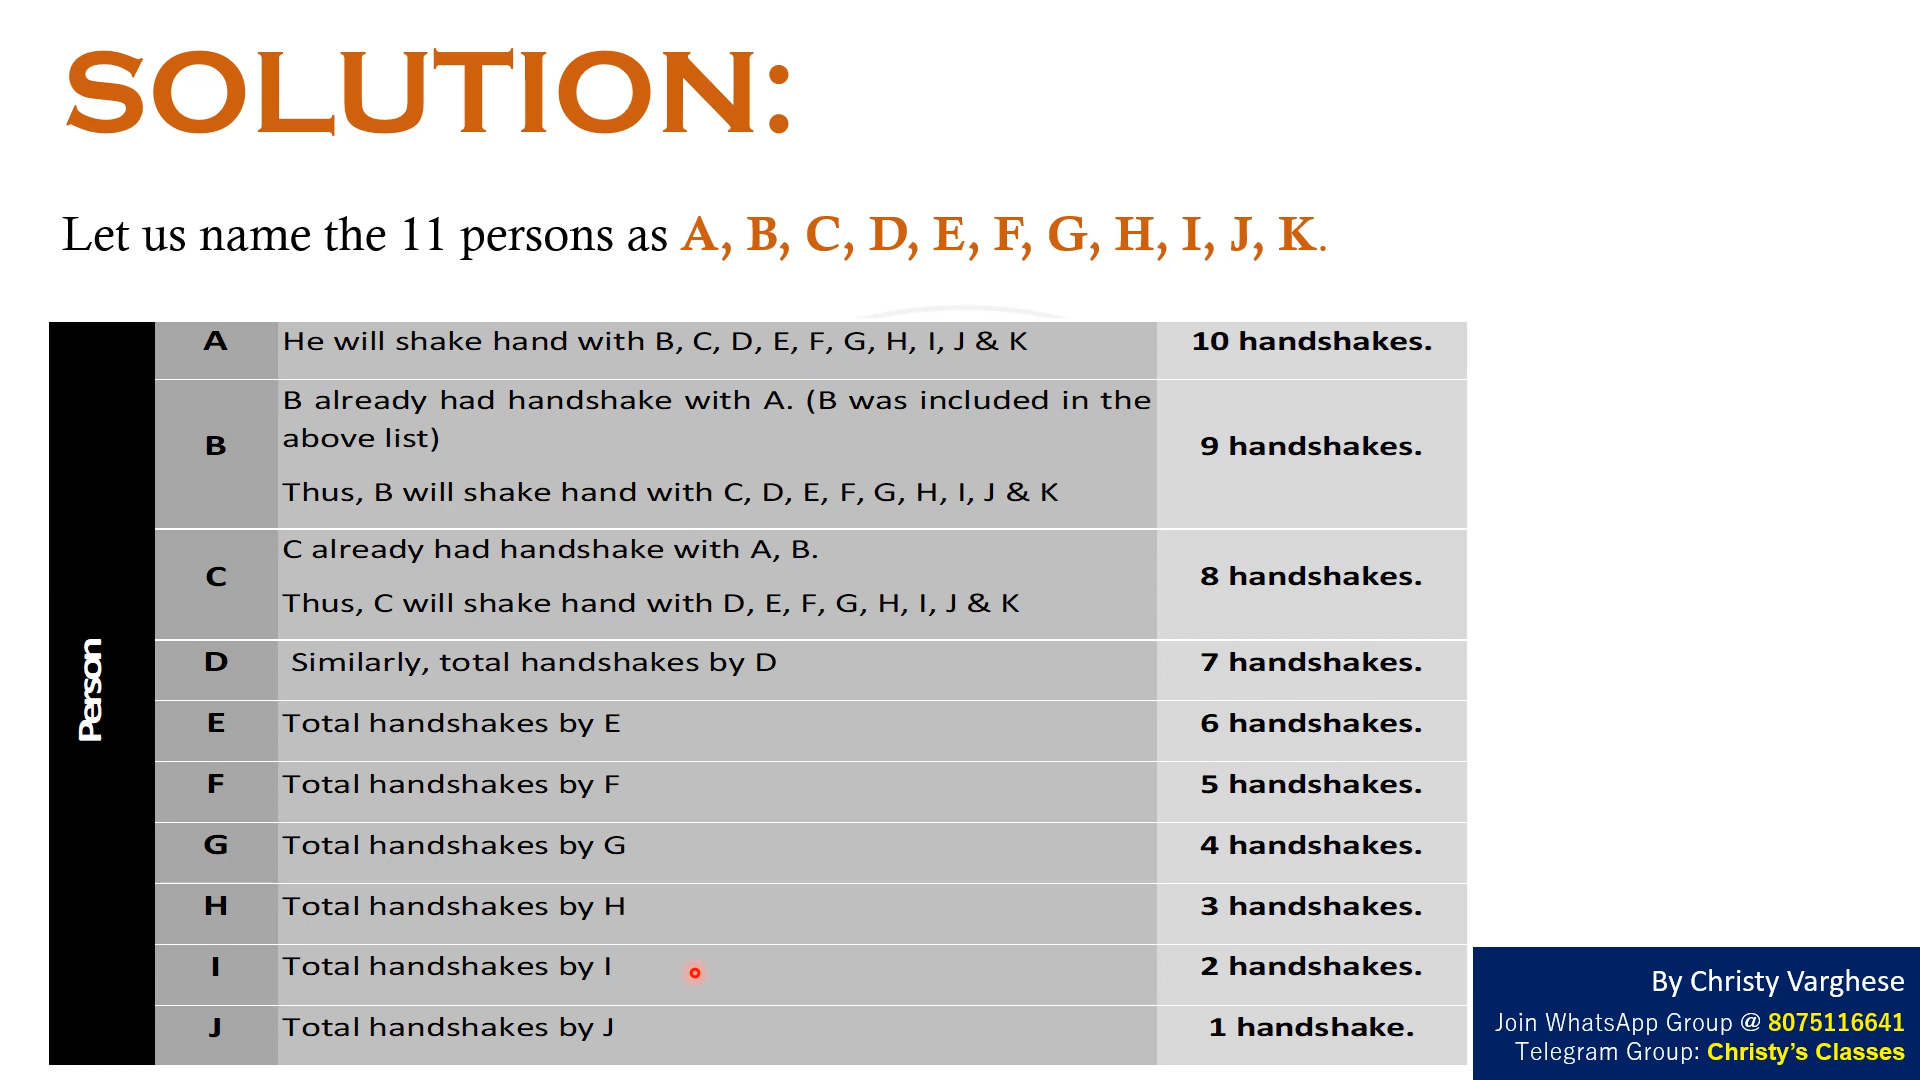 SOLUTION:
Let us name the 11 persons as A, B, C, D, E, F, G, H, I, J, K.
Person
A He will shake hand with B, C, D, E, F, G, H, I, J & K 10 handshakes.
B already had handshake with A. (B was included in the
above list)
B 9 handshakes.
Thus, B will shake hand with C, D, E, F, G, H, I, J & K
C already had handshake with A, B.
C 8 handshakes.
Thus, C will shake hand with D, E, F, G, H, I, J & K
D Similarly, total handshakes by D 7 handshakes.
E Total handshakes by E 6 handshakes.
F Total handshakes by F 5 handshakes.
G Total handshakes by G 4 handshakes.
H Total handshakes by H 3 handshakes.
I Total handshakes by I 2 handshakes.
J Total handshakes by J 1 handshake.
By Christy Varghese
Join WhatsApp Group @ 8075116641
Telegram Group: Christy's Classes